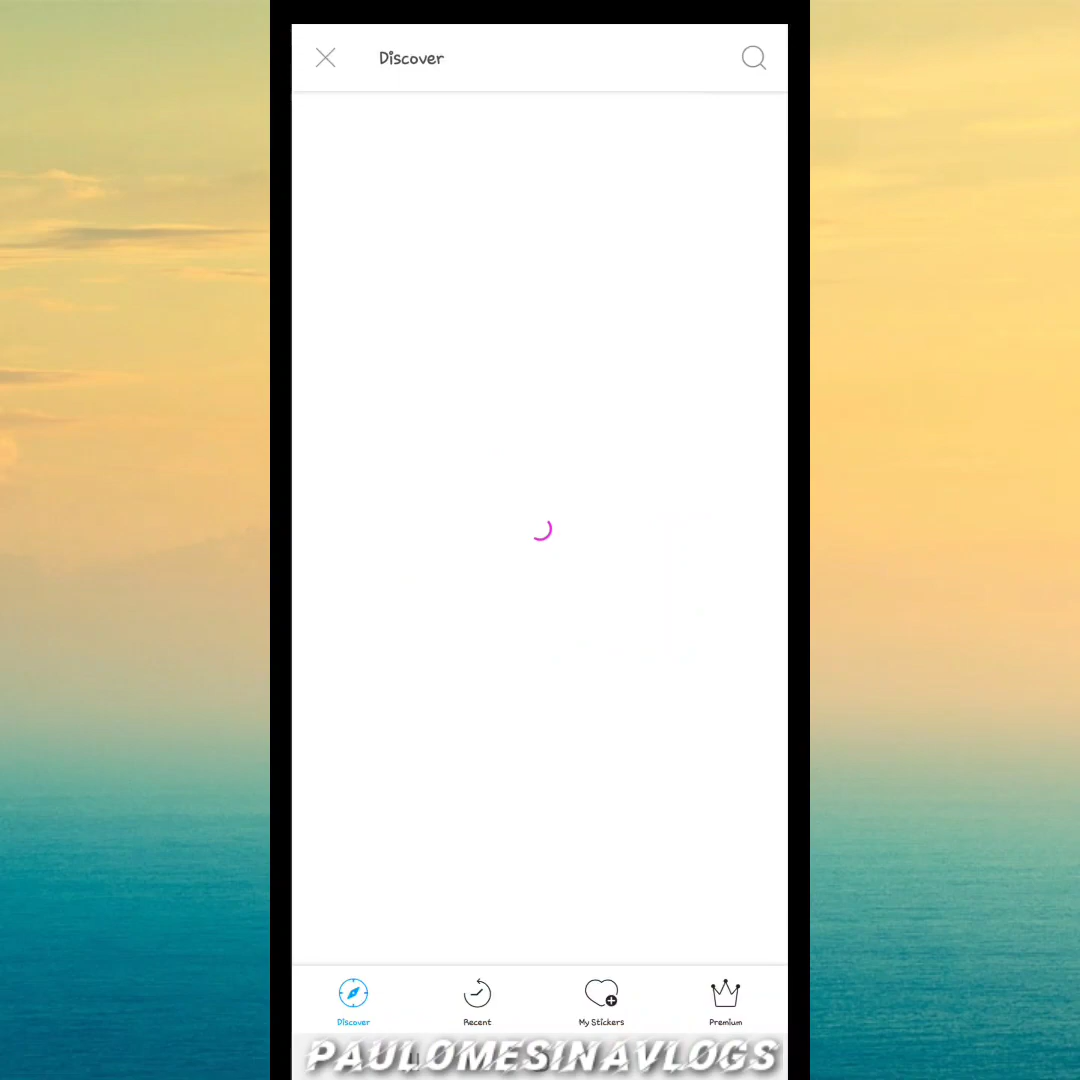 Discover
Discover
Recent
My Stickers
Premium
PAULOMESINAVLOGS